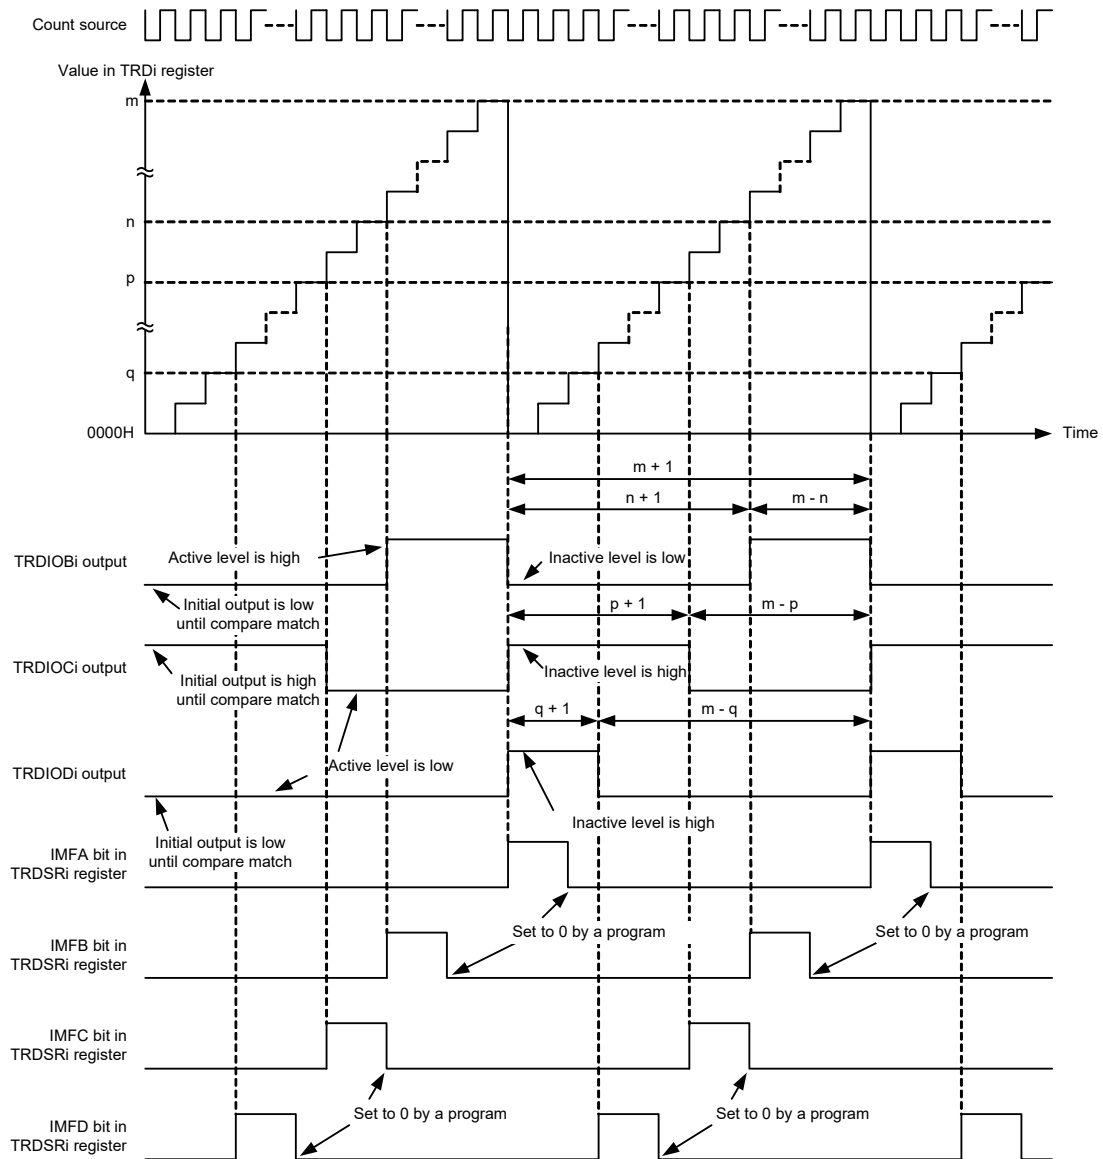 Count source
Value in TRDi register
m
n
p
q
0000H
Time
m + 1
n + 1
m - n
TRDIOBi output
Active level is high
Inactive level is low
Initial output is low
until compare match
p + 1
m - p
TRDIOCi output
Initial output is high
until compare match
Inactive level is high
q + 1
m - q
TRDIODi output
Active level is low
Initial output is low
until compare match
Inactive level is high
IMFA bit in
TRDSRi register
Set to 0 by a program
Set to 0 by a program
IMFB bit in
TRDSRi register
IMFC bit in
TRDSRi register
Set to 0 by a program
Set to 0 by a program
IMFD bit in
TRDSRi register